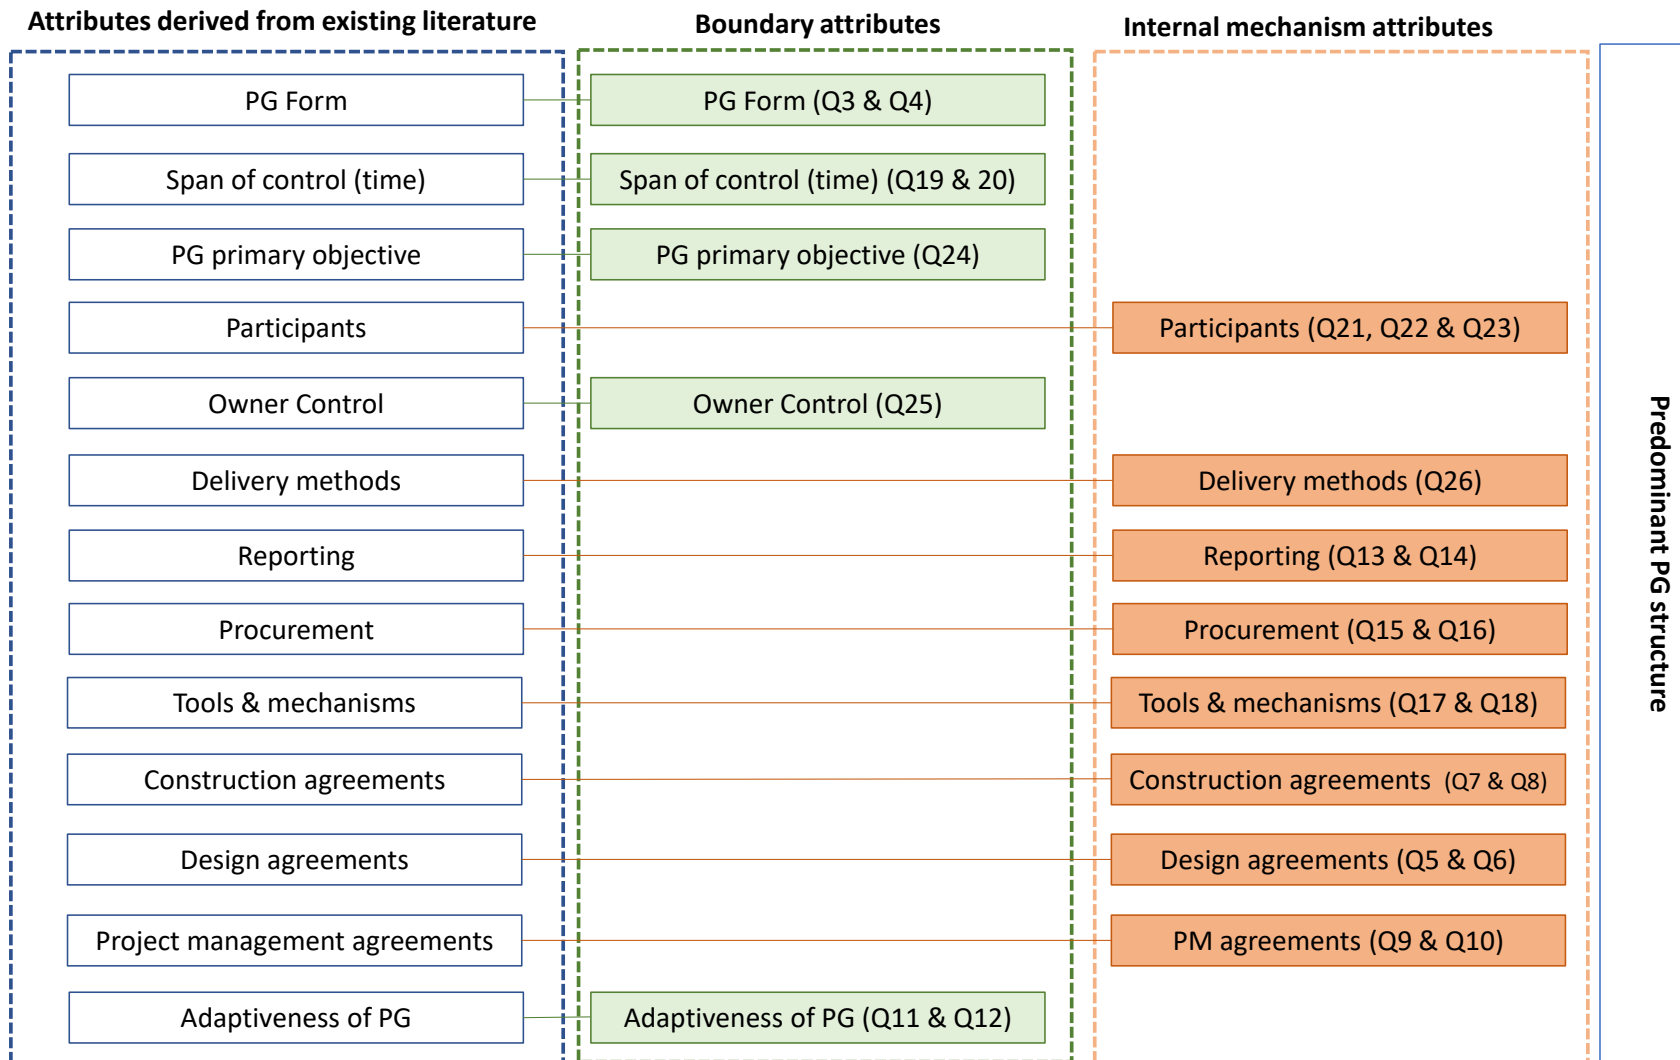 Attributes derived from existing literature
Boundary attributes
Internal mechanism attributes
PG Form
PG Form (Q3 & Q4)
Span of control (time)
Span of control (time) (Q19 & 20)
PG primary objective
PG primary objective (Q24)
Participants
Participants (Q21, Q22 & Q23)
Owner Control
Owner Control (Q25)
Delivery methods
Delivery methods (Q26)
Reporting
Reporting (Q13 & Q14)
Procurement
Procurement (Q15 & Q16)
Tools & mechanisms
Tools & mechanisms (Q17 & Q18)
Construction agreements
Construction agreements (Q7 & Q8)
Design agreements
Design agreements (Q5 & Q6)
Project management agreements
PM agreements (Q9 & Q10)
Adaptiveness of PG
Adaptiveness of PG (Q11 & Q12)
Predominant PG structure